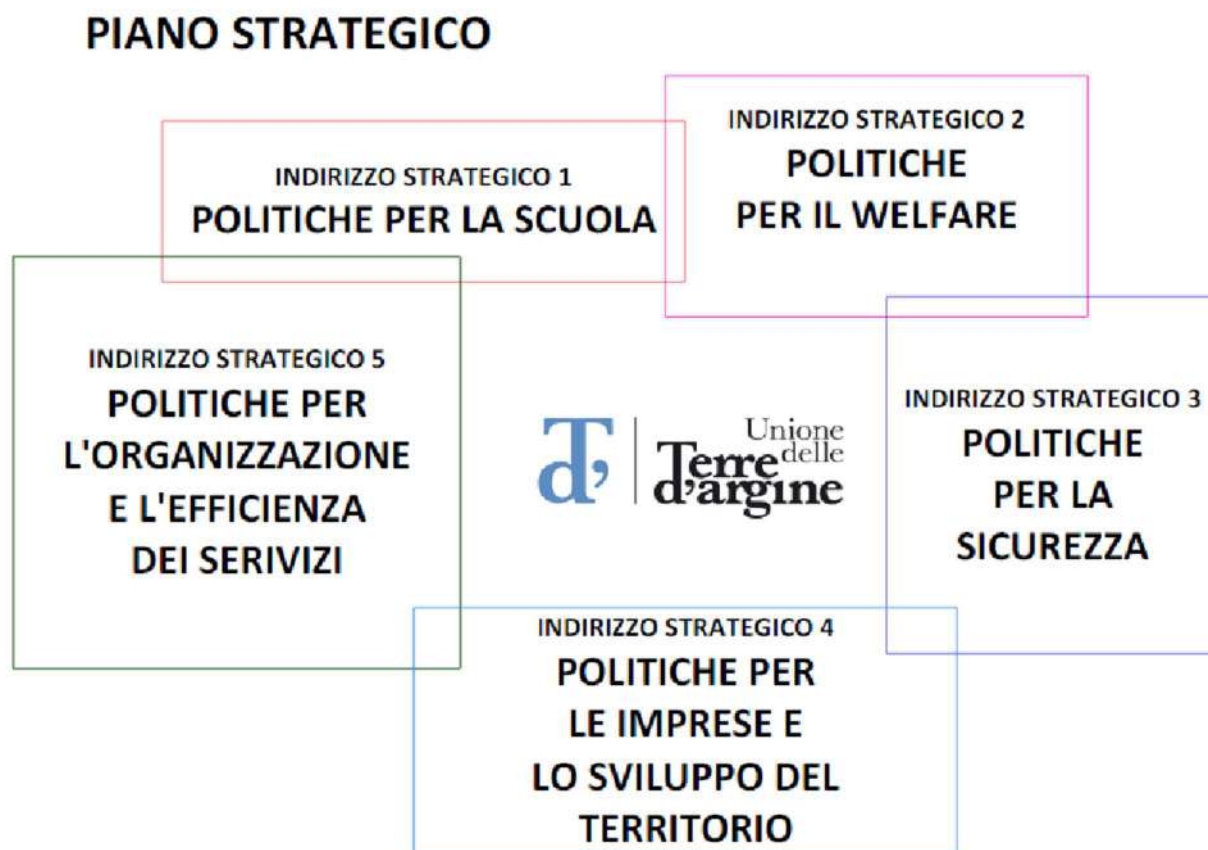 PIANO STRATEGICO
INDIRIZZO STRATEGICO 1
POLITICHE PER LA SCUOLA
INDIRIZZO STRATEGICO 2
POLITICHE
PER IL WELFARE
INDIRIZZO STRATEGICO 5
POLITICHE PER
L'ORGANIZZAZIONE
E L'EFFICIENZA
DEI SERIVIZI
Td'
Unione
delle
Terre
d'argine
INDIRIZZO STRATEGICO 3
POLITICHE
PER LA
SICUREZZA
INDIRIZZO STRATEGICO 4
POLITICHE PER
LE IMPRESE E
LO SVILUPPO DEL
TERRITORIO